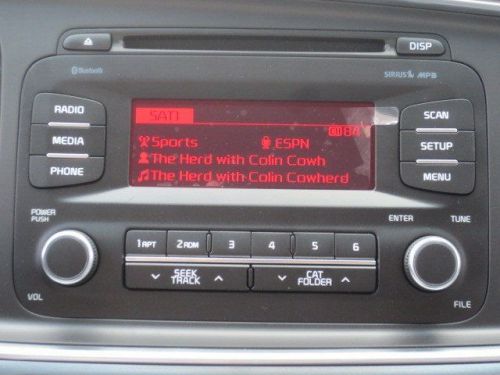 DISP
Bluetooth
SIRIUS MP3
RADIO
MEDIA
PHONE
SAT1
84
Sports ESPN
The Herd with Colin Cowh
The Herd with Colin Cowherd
SCAN
SETUP
MENU
POWER
PUSH
VOL
1 APT 2 RDM 3 4 5 6
SEEK
TRACK
CAT
FOLDER
ENTER TUNE
FILE